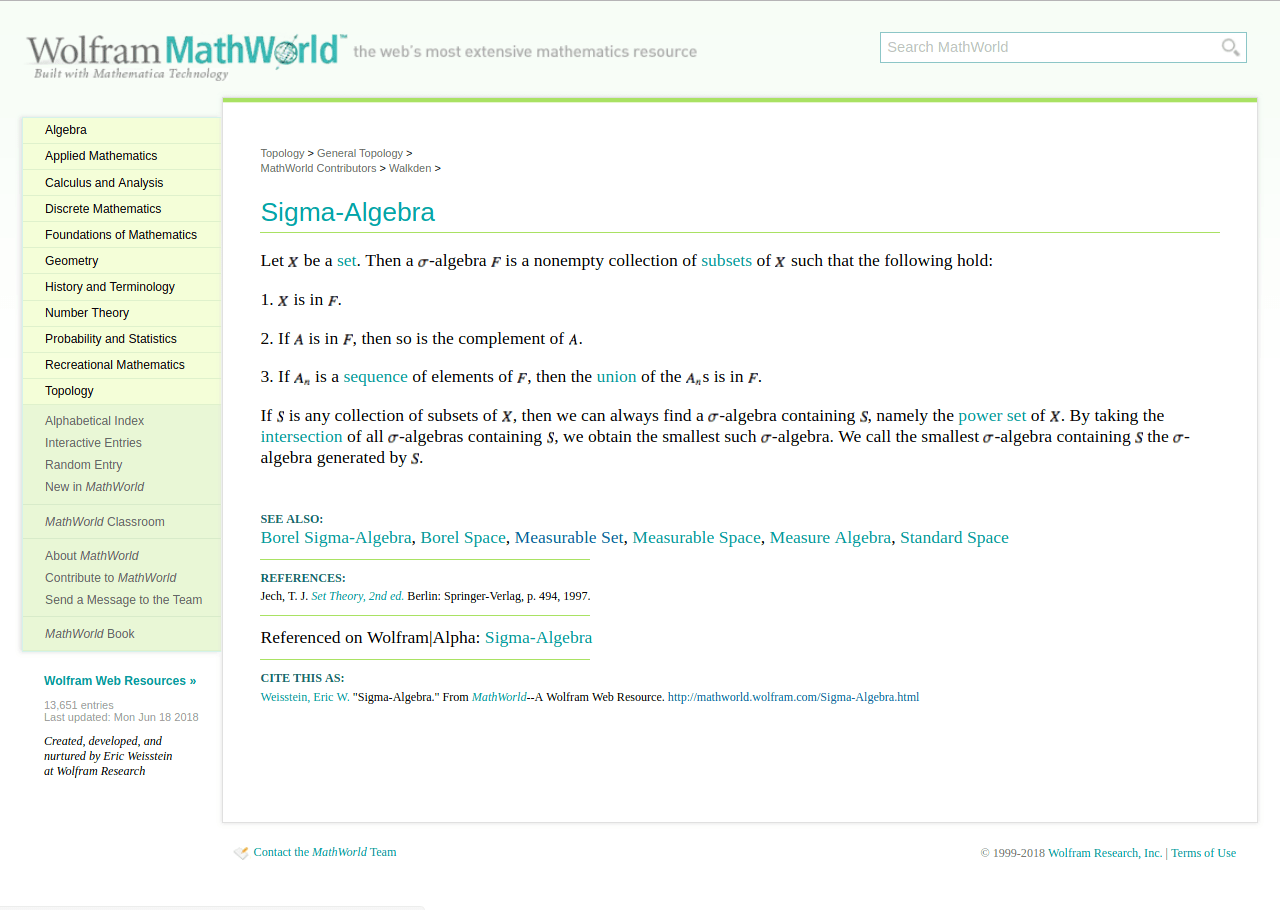 Wolfram MathWorld™ the web's most extensive mathematics resource
Built with Mathematica Technology
Search MathWorld
Algebra
Applied Mathematics
Calculus and Analysis
Discrete Mathematics
Foundations of Mathematics
Geometry
History and Terminology
Number Theory
Probability and Statistics
Recreational Mathematics
Topology
Alphabetical Index
Interactive Entries
Random Entry
New in MathWorld
MathWorld Classroom
About MathWorld
Contribute to MathWorld
Send a Message to the Team
MathWorld Book
Wolfram Web Resources »
13,651 entries
Last updated: Mon Jun 18 2018
Created, developed, and
nurtured by Eric Weisstein
at Wolfram Research
Topology > General Topology >
MathWorld Contributors > Walkden >
Sigma-Algebra
Let X be a set. Then a σ-algebra F is a nonempty collection of subsets of X such that the following hold:
1. X is in F.
2. If A is in F, then so is the complement of A.
3. If Aₙ is a sequence of elements of F, then the union of the Aₙs is in F.
If S is any collection of subsets of X, then we can always find a σ-algebra containing S, namely the power set of X. By taking the
intersection of all σ-algebras containing S, we obtain the smallest such σ-algebra. We call the smallest σ-algebra containing S the σ-
algebra generated by S.
SEE ALSO:
Borel Sigma-Algebra, Borel Space, Measurable Set, Measurable Space, Measure Algebra, Standard Space
REFERENCES:
Jech, T. J. Set Theory, 2nd ed. Berlin: Springer-Verlag, p. 494, 1997.
Referenced on Wolfram|Alpha: Sigma-Algebra
CITE THIS AS:
Weisstein, Eric W. "Sigma-Algebra." From MathWorld--A Wolfram Web Resource. http://mathworld.wolfram.com/Sigma-Algebra.html
Contact the MathWorld Team
© 1999-2018 Wolfram Research, Inc. | Terms of Use